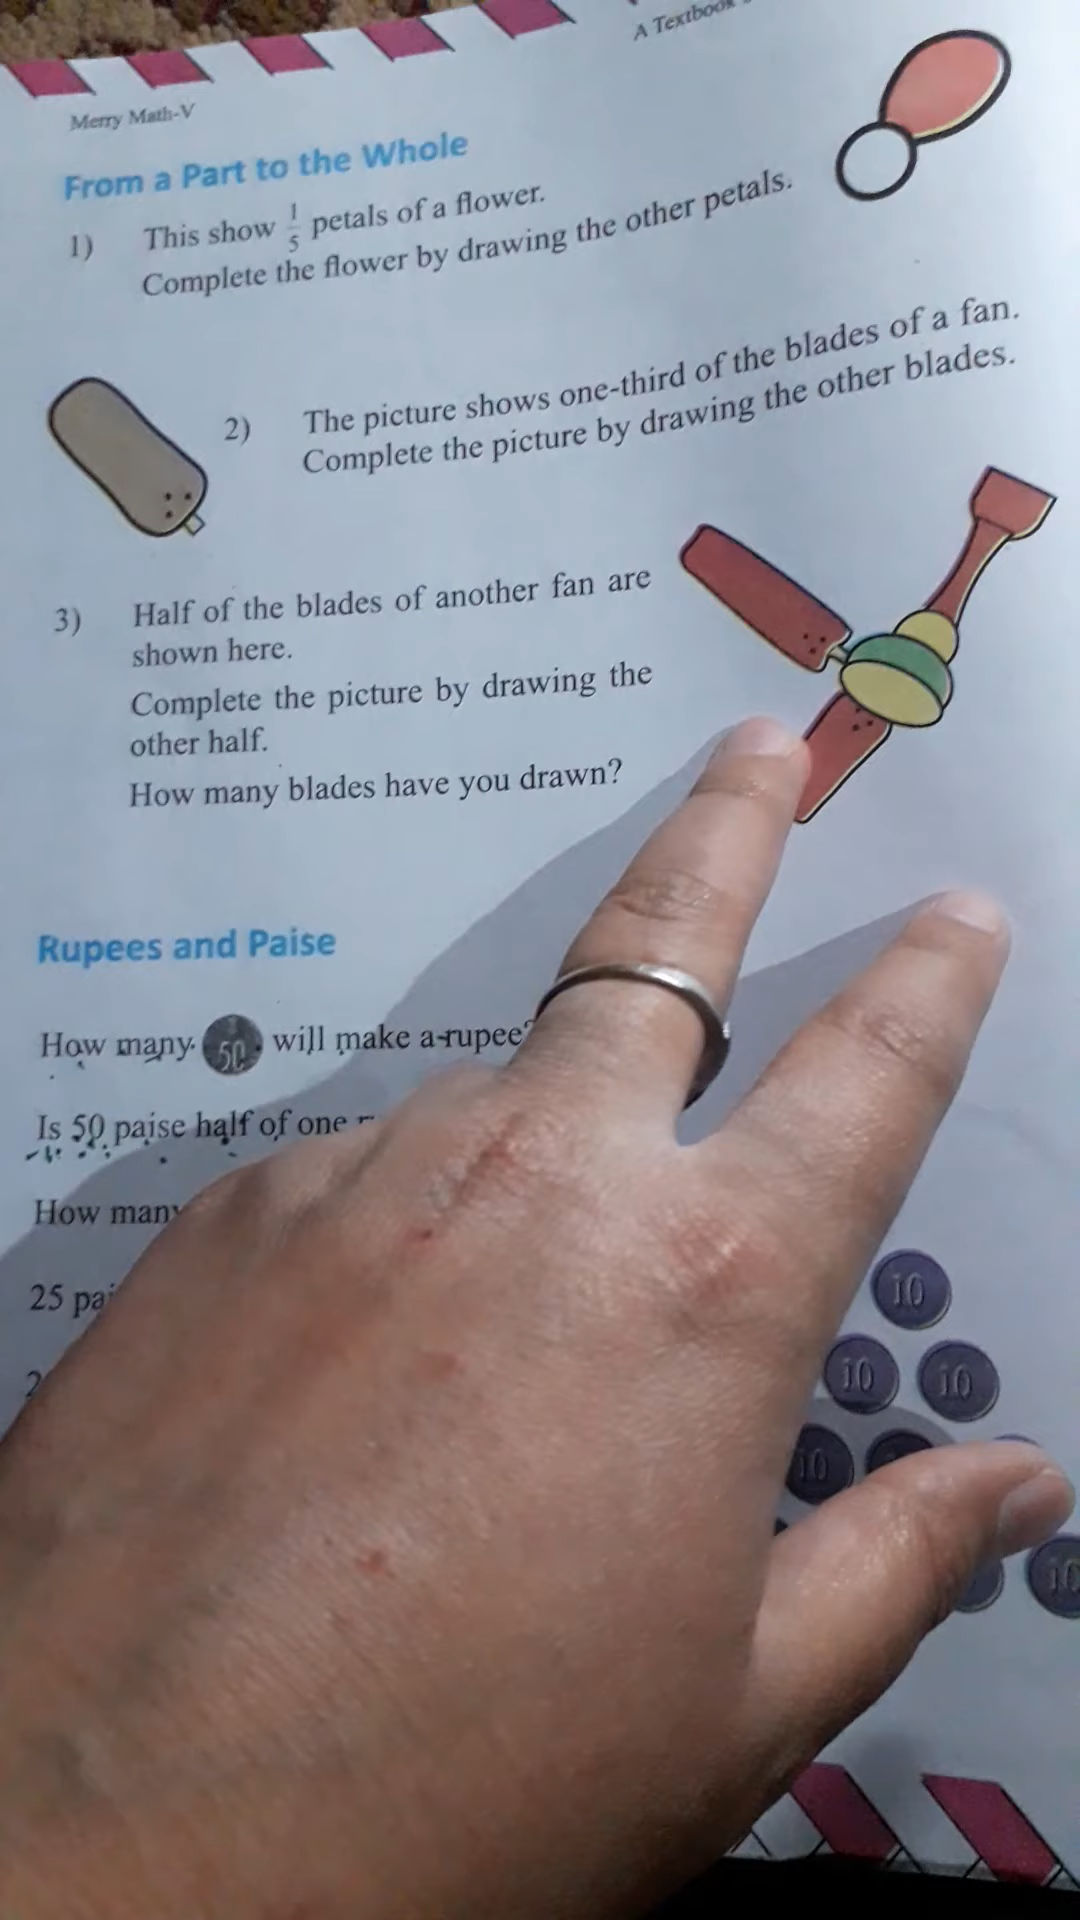 A Textbook
Merry Math-V
From a Part to the Whole
1) This show 1/5 petals of a flower.
Complete the flower by drawing the other petals.
2) The picture shows one-third of the blades of a fan.
Complete the picture by drawing the other blades.
3) Half of the blades of another fan are
shown here.
Complete the picture by drawing the
other half.
How many blades have you drawn?
Rupees and Paise
How many 50 will make a rupee?
Is 50 paise half of one
How many
25
10
10 10
10
10